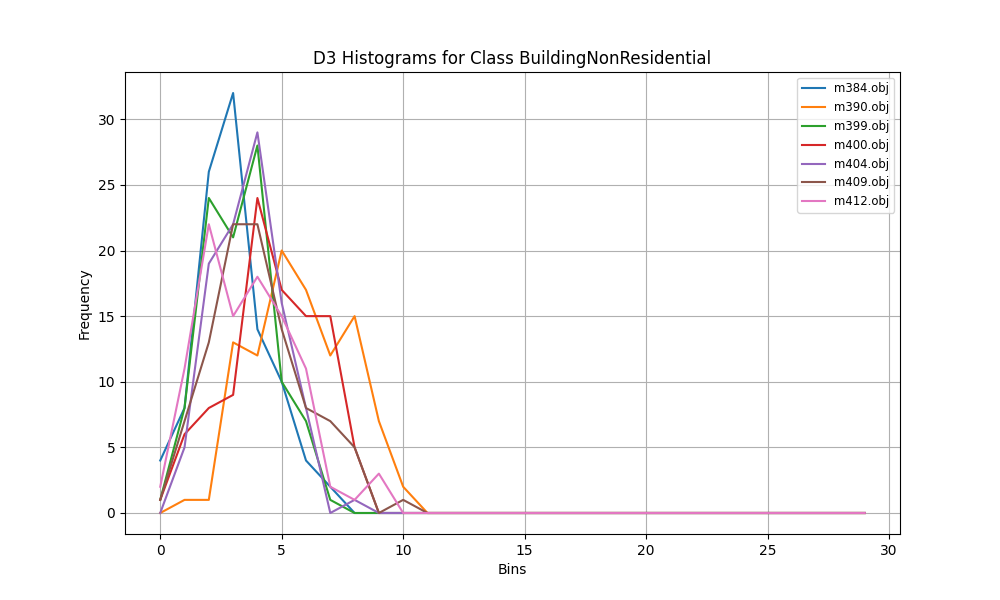 D3 Histograms for Class BuildingNonResidential
m384.obj
m390.obj
m399.obj
m400.obj
m404.obj
m409.obj
m412.obj
Frequency
30
25
20
15
10
5
0
0 5 10 15 20 25 30
Bins